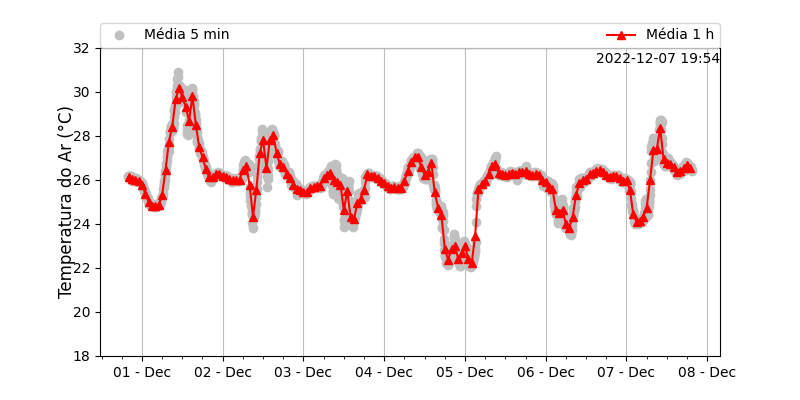 Média 5 min
Média 1 h
2022-12-07 19:54
Temperatura do Ar (°C)
32
30
28
26
24
22
20
18
01 - Dec
02 - Dec
03 - Dec
04 - Dec
05 - Dec
06 - Dec
07 - Dec
08 - Dec